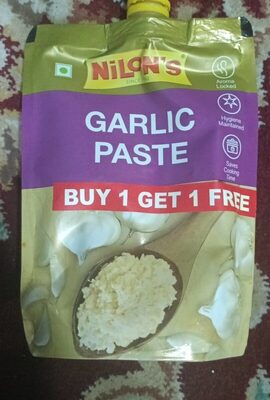 NiLON'S
Aroma
Locked
GARLIC
PASTE
Hygiene
Maintained
Saves
Cooking
Time
BUY 1 GET 1 FREE